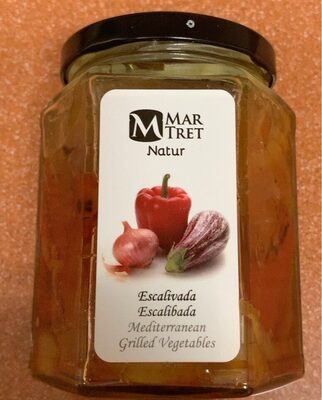 M MAR
TRET
Natur
Escalivada
Escalibada
Mediterranean
Grilled Vegetables